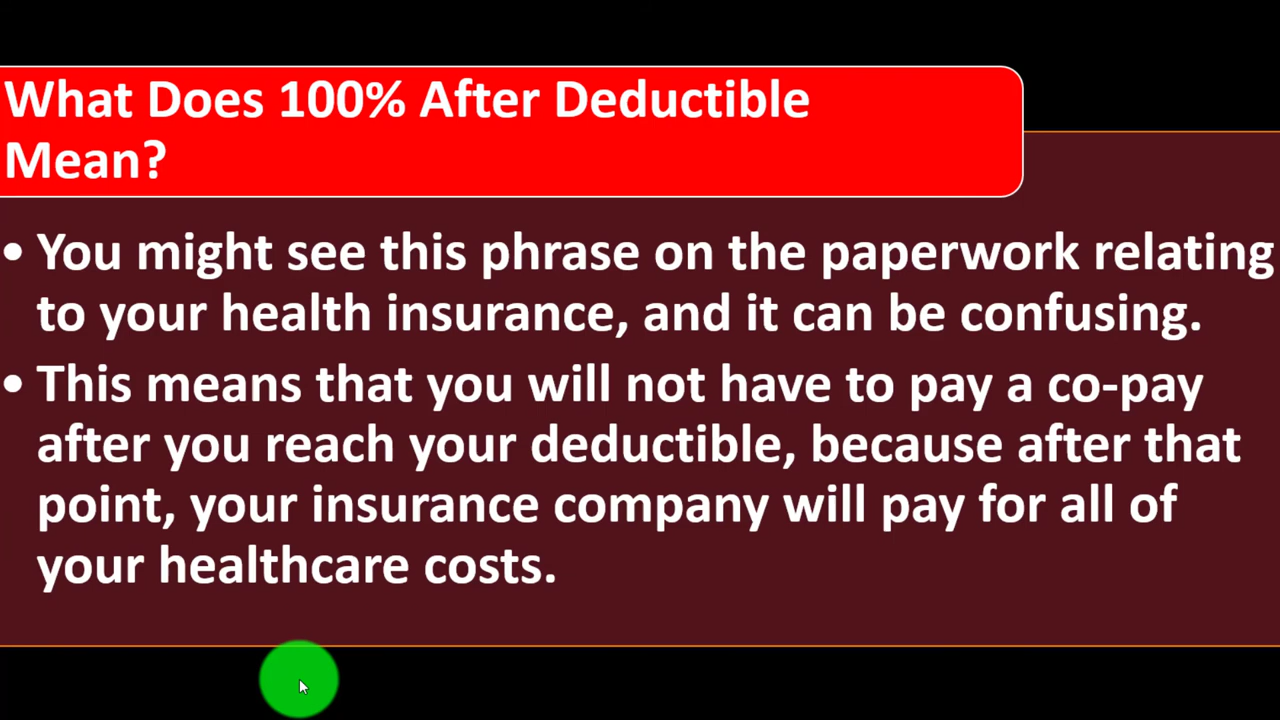 What Does 100% After Deductible
Mean?
• You might see this phrase on the paperwork relating
to your health insurance, and it can be confusing.
• This means that you will not have to pay a co-pay
after you reach your deductible, because after that
point, your insurance company will pay for all of
your healthcare costs.